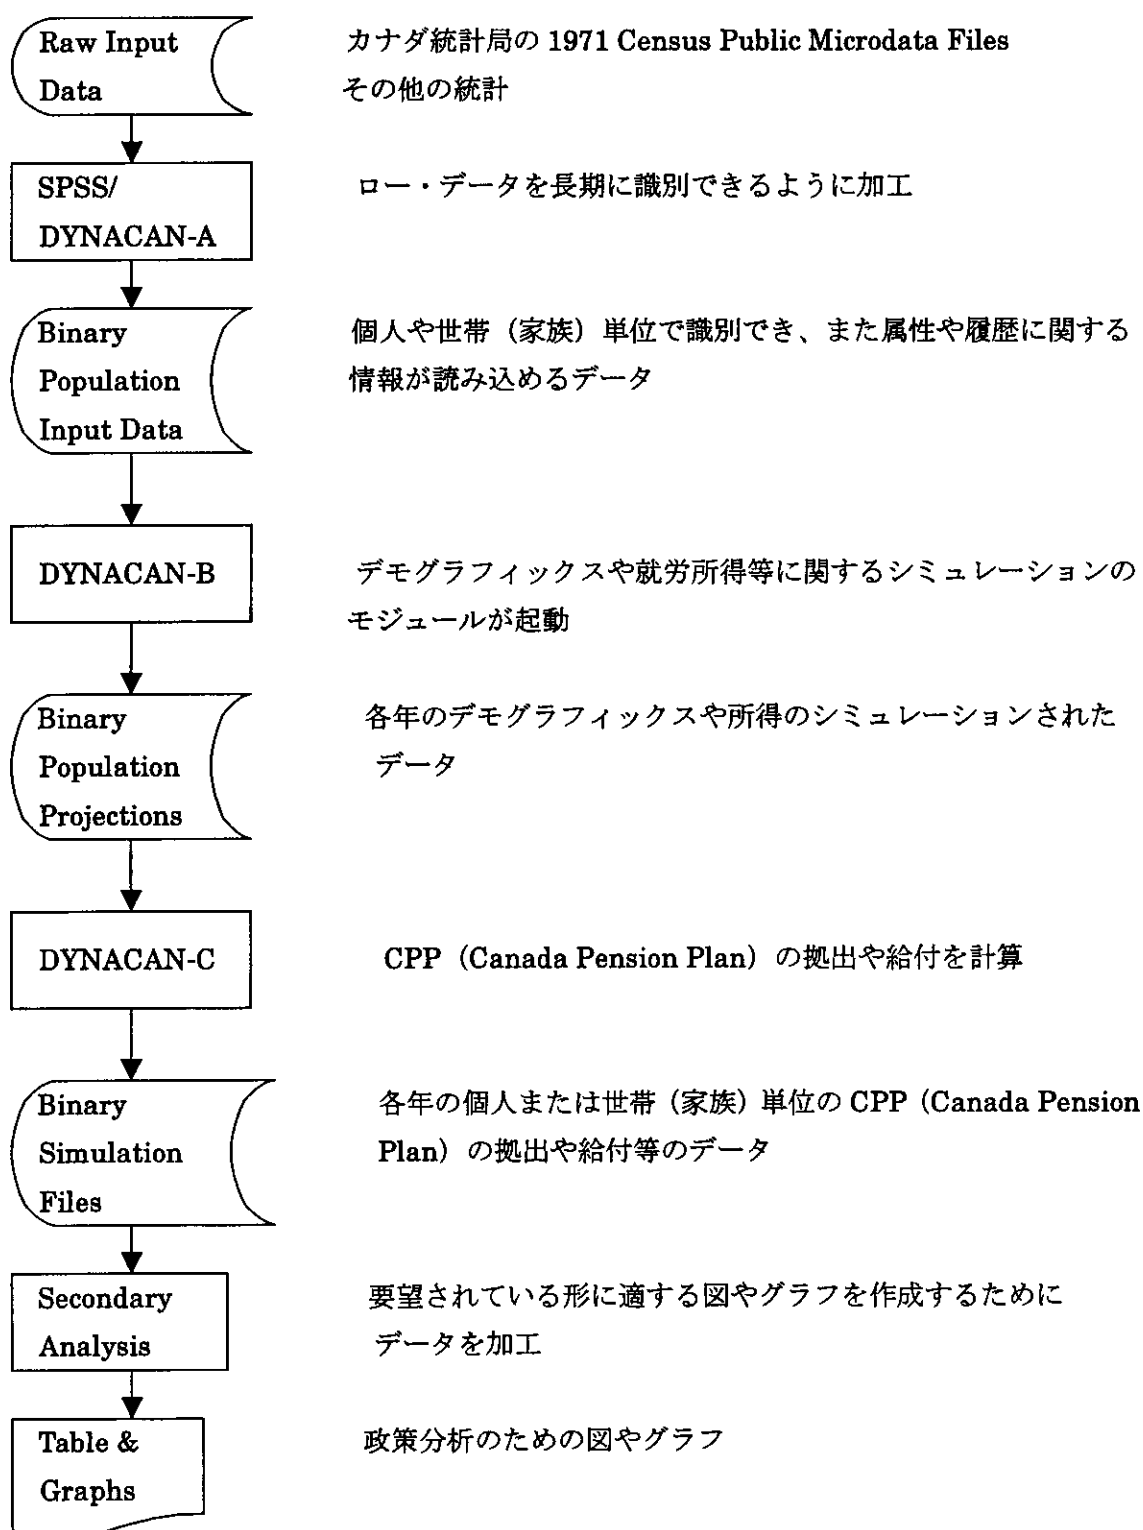 Raw Input
Data
カナダ統計局の 1971 Census Public Microdata Files
その他の統計
SPSS/
DYNACAN-A
ロー・データを長期に識別できるように加工
Binary
Population
Input Data
個人や世帯（家族）単位で識別でき、また属性や履歴に関する
情報が読み込めるデータ
DYNACAN-B
デモグラフィックスや就労所得等に関するシミュレーションの
モジュールが起動
Binary
Population
Projections
各年のデモグラフィックスや所得のシミュレーションされた
データ
DYNACAN-C
CPP（Canada Pension Plan）の拠出や給付を計算
Binary
Simulation
Files
各年の個人または世帯（家族）単位の CPP（Canada Pension
Plan）の拠出や給付等のデータ
Secondary
Analysis
要望されている形に適する図やグラフを作成するために
データを加工
Table &
Graphs
政策分析のための図やグラフ